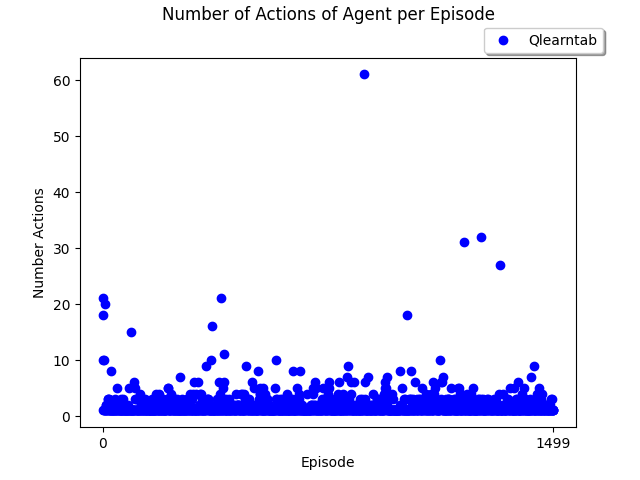 Number of Actions of Agent per Episode
Qlearntab
60
50
40
30
20
10
0
Number Actions
0 1499
Episode